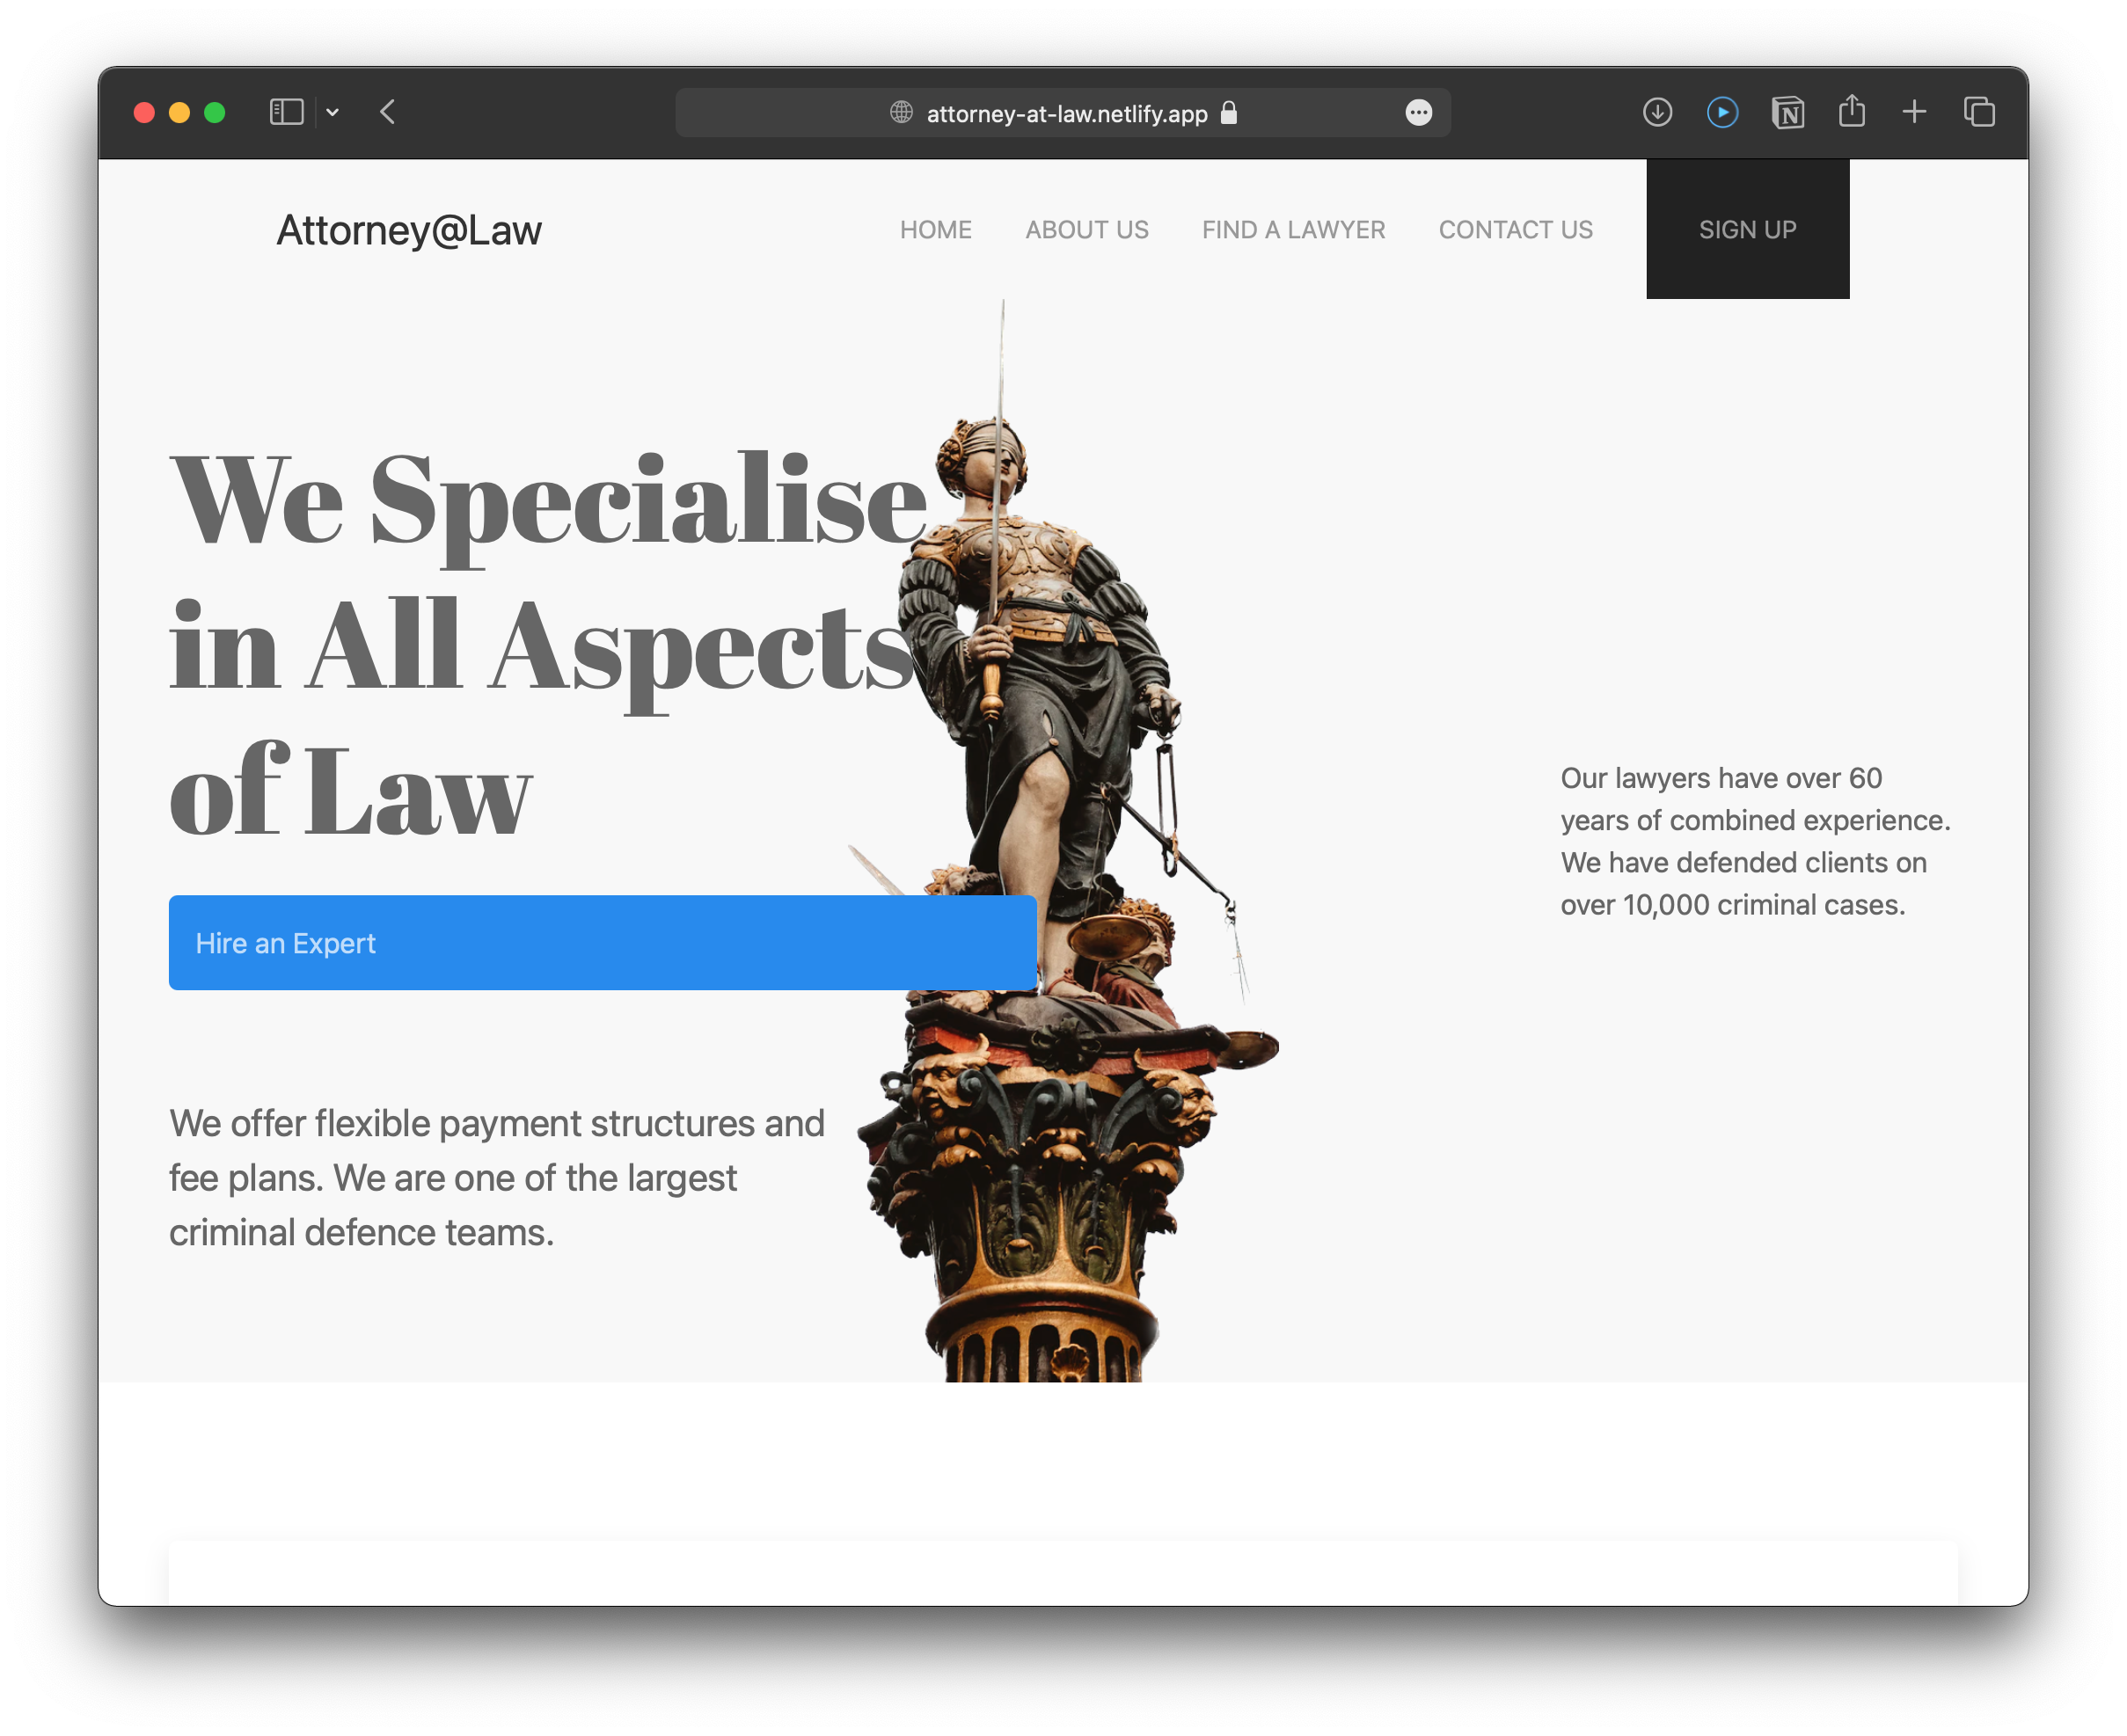 attorney-at-law.netlify.app
Attorney@Law
HOME
ABOUT US
FIND A LAWYER
CONTACT US
SIGN UP
We Specialise
in All Aspects
of Law
Our lawyers have over 60
years of combined experience.
We have defended clients on
over 10,000 criminal cases.
Hire an Expert
We offer flexible payment structures and
fee plans. We are one of the largest
criminal defence teams.